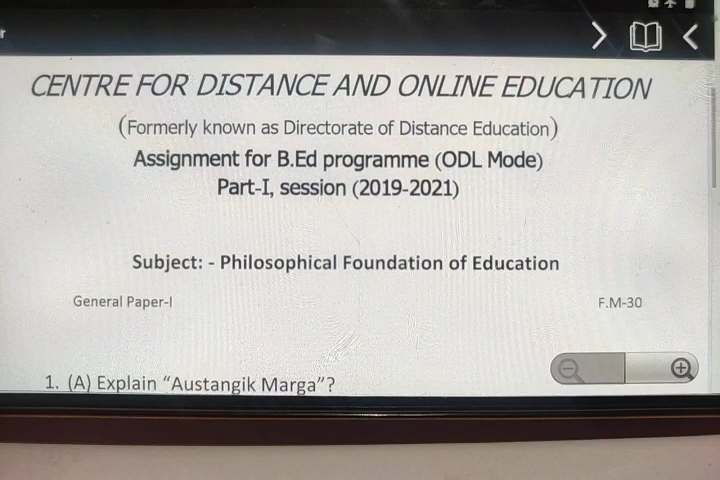 CENTRE FOR DISTANCE AND ONLINE EDUCATION
(Formerly known as Directorate of Distance Education)
Assignment for B.Ed programme (ODL Mode)
Part-I, session (2019-2021)
Subject: - Philosophical Foundation of Education
General Paper-I F.M-30
1. (A) Explain “Austangik Marga”?